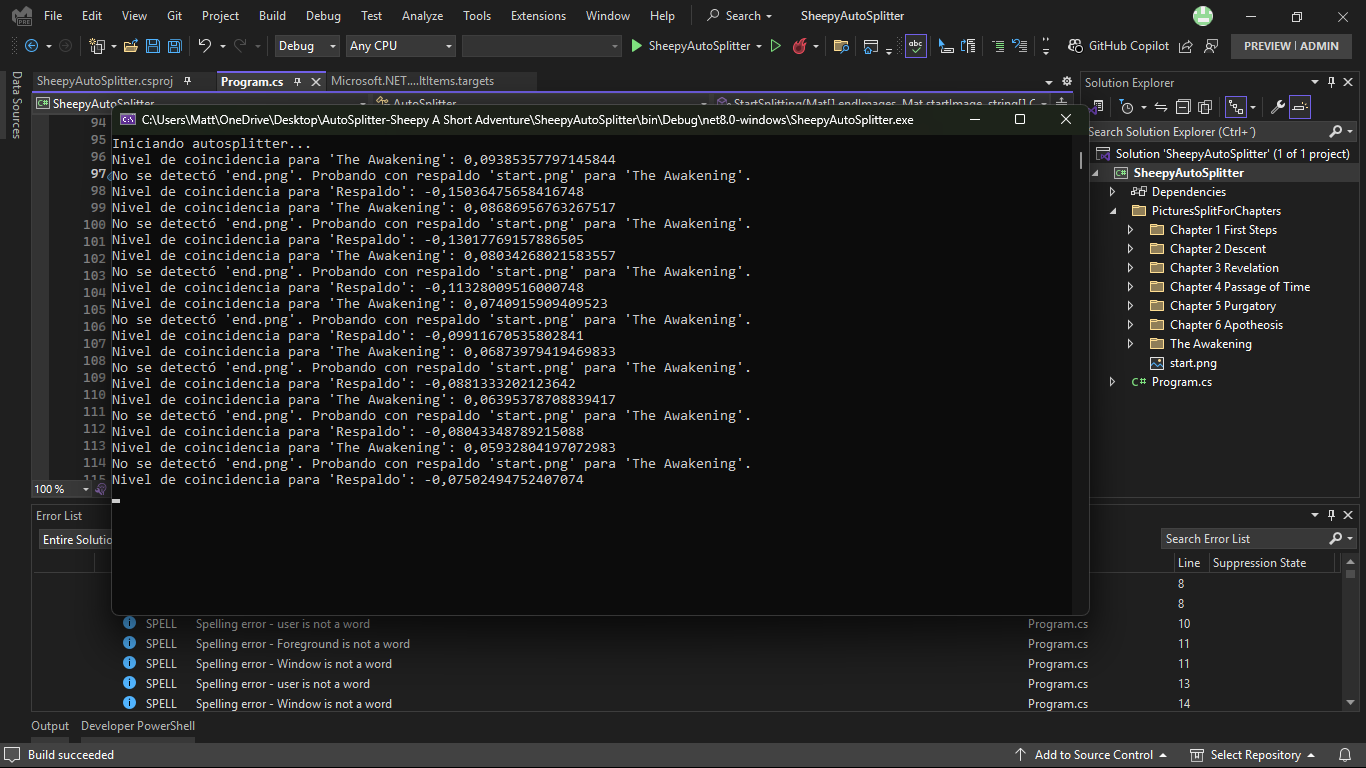 File Edit View Git Project Build Debug Test Analyze Tools Extensions Window Help Search SheepyAutoSplitter
Debug Any CPU SheepyAutoSplitter GitHub Copilot PREVIEW | ADMIN
Data Sources
SheepyAutoSplitter.csproj Program.cs Microsoft.NET....ItItems.targets
SheepyAutoSplitter AutoSplitter StartSplitting(Mat[] endImages, Mat startImage, string[] C
94
95
96
97
98
99
100
101
102
103
104
105
106
107
108
109
110
111
112
113
114
115
C:\Users\Matt\OneDrive\Desktop\AutoSplitter-Sheepy A Short Adventure\SheepyAutoSplitter\bin\Debug\net8.0-windows\SheepyAutoSplitter.exe
Iniciando autosplitter...
Nivel de coincidencia para 'The Awakening': 0,09385357797145844
No se detectó 'end.png'. Probando con respaldo 'start.png' para 'The Awakening'.
Nivel de coincidencia para 'Respaldo': -0,15036475658416748
Nivel de coincidencia para 'The Awakening': 0,08686956763267517
No se detectó 'end.png'. Probando con respaldo 'start.png' para 'The Awakening'.
Nivel de coincidencia para 'Respaldo': -0,13017769157886505
Nivel de coincidencia para 'The Awakening': 0,08034268021583557
No se detectó 'end.png'. Probando con respaldo 'start.png' para 'The Awakening'.
Nivel de coincidencia para 'Respaldo': -0,11328009516000748
Nivel de coincidencia para 'The Awakening': 0,0740915909409523
No se detectó 'end.png'. Probando con respaldo 'start.png' para 'The Awakening'.
Nivel de coincidencia para 'Respaldo': -0,09911670535802841
Nivel de coincidencia para 'The Awakening': 0,06873979419469833
No se detectó 'end.png'. Probando con respaldo 'start.png' para 'The Awakening'.
Nivel de coincidencia para 'Respaldo': -0,0881333202123642
Nivel de coincidencia para 'The Awakening': 0,06395378708839417
No se detectó 'end.png'. Probando con respaldo 'start.png' para 'The Awakening'.
Nivel de coincidencia para 'Respaldo': -0,08043348789215088
Nivel de coincidencia para 'The Awakening': 0,05932804197072983
No se detectó 'end.png'. Probando con respaldo 'start.png' para 'The Awakening'.
Nivel de coincidencia para 'Respaldo': -0,07502494752407074
Solution Explorer
Search Solution Explorer (Ctrl+´)
Solution 'SheepyAutoSplitter' (1 of 1 project)
C# SheepyAutoSplitter
Dependencies
PicturesSplitForChapters
Chapter 1 First Steps
Chapter 2 Descent
Chapter 3 Revelation
Chapter 4 Passage of Time
Chapter 5 Purgatory
Chapter 6 Apotheosis
The Awakening
start.png
C# Program.cs
100 %
Error List
Entire Solutio
Search Error List
Line Suppression State
8
8
SPELL Spelling error - user is not a word Program.cs 10
SPELL Spelling error - Foreground is not a word Program.cs 11
SPELL Spelling error - Window is not a word Program.cs 11
SPELL Spelling error - user is not a word Program.cs 13
SPELL Spelling error - Window is not a word Program.cs 14
Output Developer PowerShell
Build succeeded Add to Source Control Select Repository